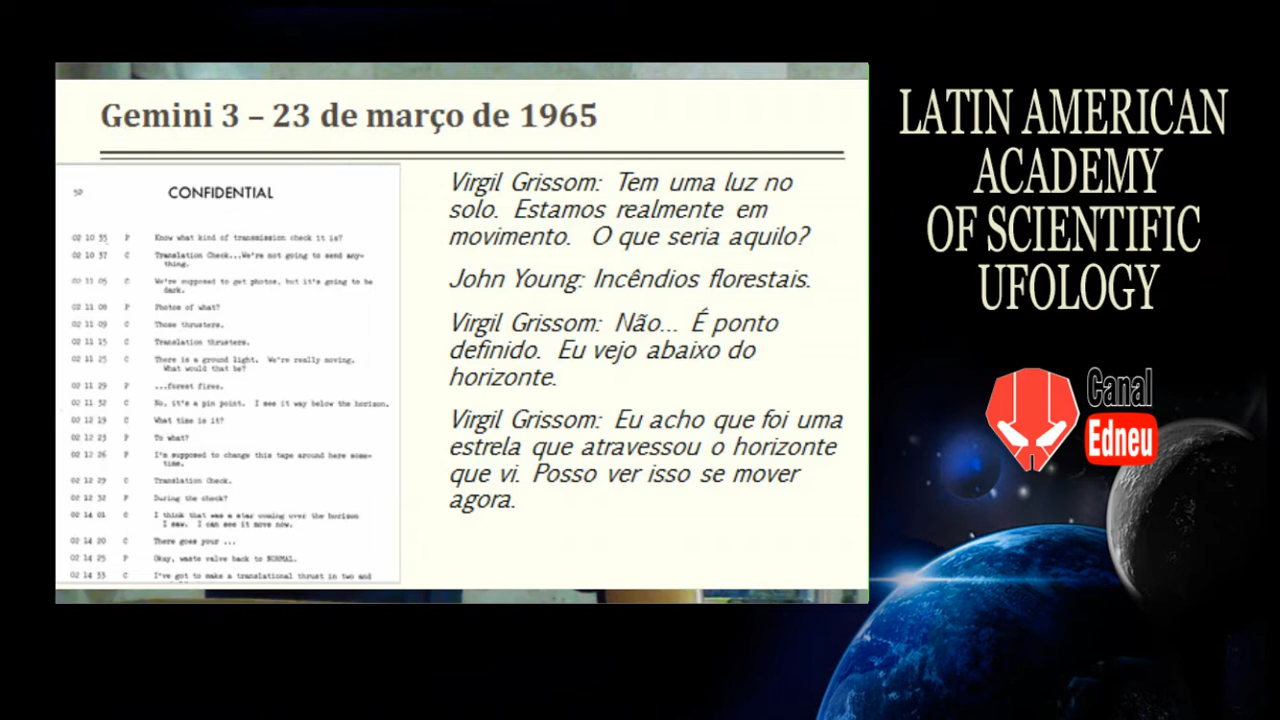 Gemini 3 – 23 de março de 1965
5P
CONFIDENTIAL
02 10 35 P Know what kind of transmission check it is?
02 10 37 C Translation Check...We're not going to send any-
thing.
02 11 05 C We're supposed to get photos, but it's going to be
dark.
02 11 08 P Photos of what?
02 11 09 C Those thrusters.
02 11 15 C Translation thrusters.
02 11 25 C There is a ground light. We're really moving.
What would that be?
02 11 29 P ...forest fires.
02 11 32 C No, it's a pin point. I see it way below the horizon.
02 12 19 C What time is it?
02 12 23 P To what?
02 12 26 P I'm supposed to change this tape around here some-
time.
02 12 29 C Translation Check.
02 12 32 P During the check?
02 14 01 C I think that was a star coming over the horizon
I saw. I can see it move now.
02 14 20 C There goes your ...
02 14 25 P Okay, waste valve back to NORMAL.
02 14 33 C I've got to make a translational thrust in two and
Virgil Grissom: Tem uma luz no
solo. Estamos realmente em
movimento. O que seria aquilo?
John Young: Incêndios florestais.
Virgil Grissom: Não... É ponto
definido. Eu vejo abaixo do
horizonte.
Virgil Grissom: Eu acho que foi uma
estrela que atravessou o horizonte
que vi. Posso ver isso se mover
agora.
LATIN AMERICAN
ACADEMY
OF SCIENTIFIC
UFOLOGY
Canal
Edneu